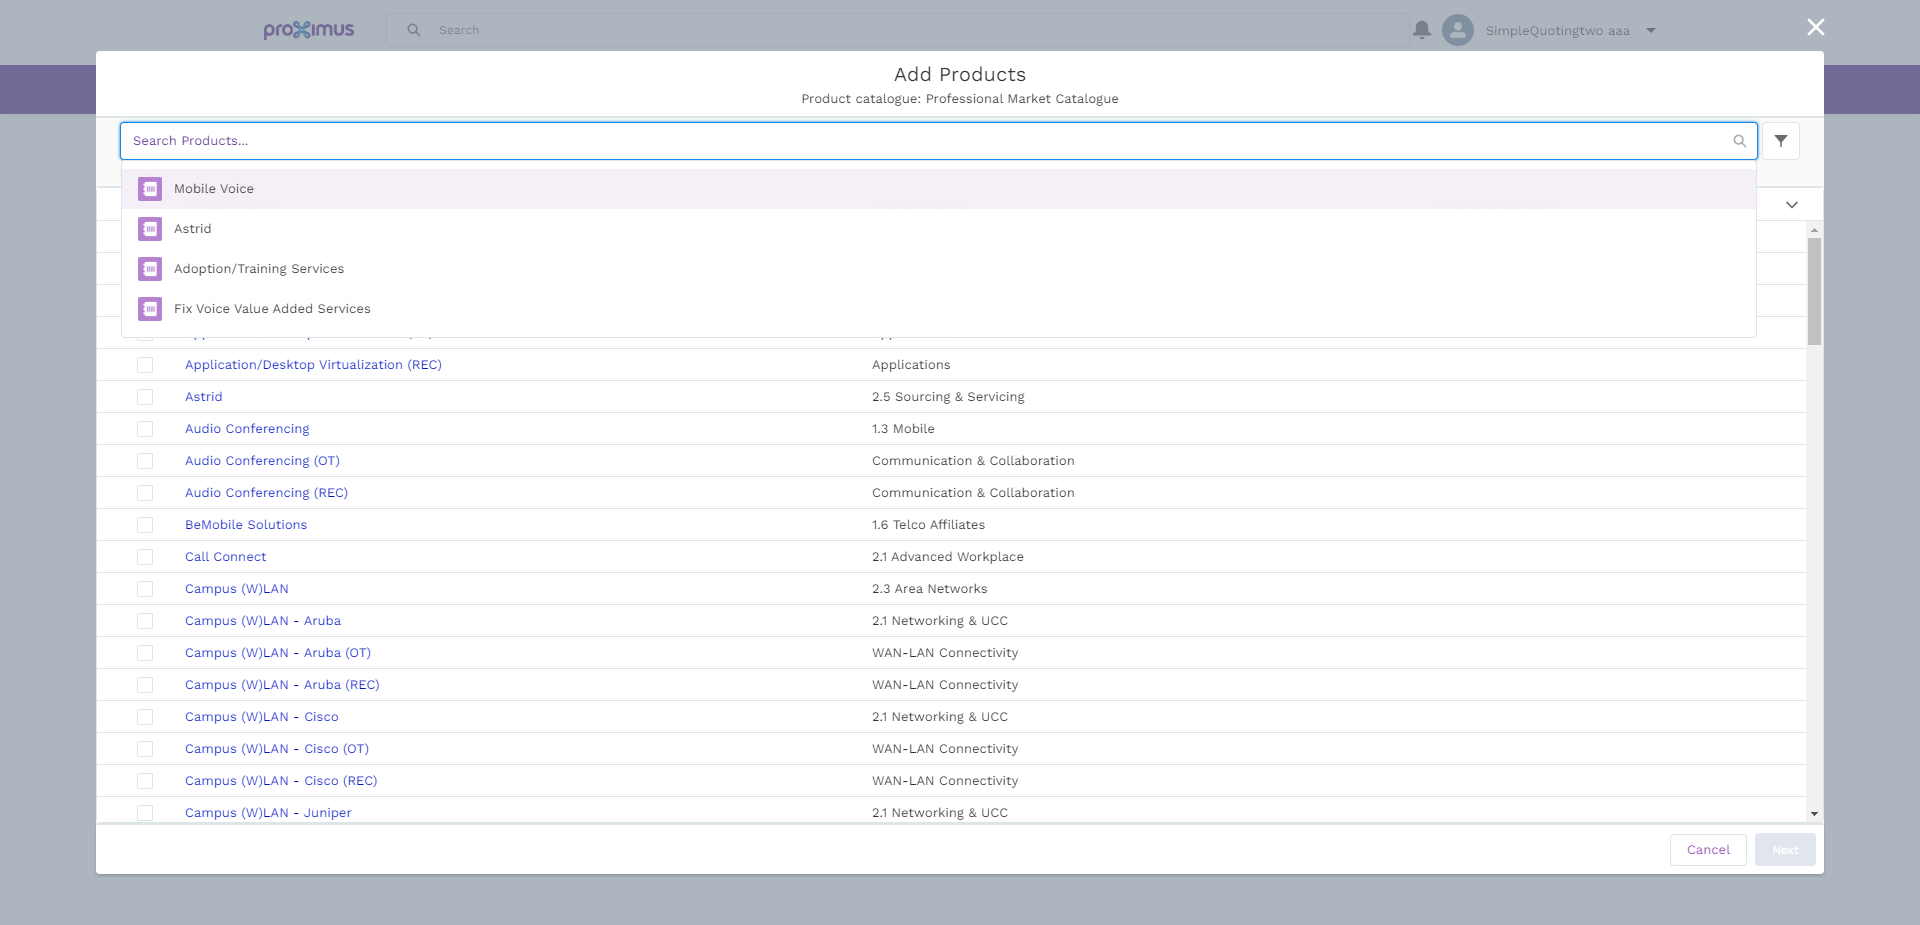 proximus
Search
SimpleQuotingtwo aaa
Add Products
Product catalogue: Professional Market Catalogue
Search Products...
Mobile Voice
Astrid
Adoption/Training Services
Fix Voice Value Added Services
Application/Desktop Virtualization (REC) Applications
Astrid 2.5 Sourcing & Servicing
Audio Conferencing 1.3 Mobile
Audio Conferencing (OT) Communication & Collaboration
Audio Conferencing (REC) Communication & Collaboration
BeMobile Solutions 1.6 Telco Affiliates
Call Connect 2.1 Advanced Workplace
Campus (W)LAN 2.3 Area Networks
Campus (W)LAN - Aruba 2.1 Networking & UCC
Campus (W)LAN - Aruba (OT) WAN-LAN Connectivity
Campus (W)LAN - Aruba (REC) WAN-LAN Connectivity
Campus (W)LAN - Cisco 2.1 Networking & UCC
Campus (W)LAN - Cisco (OT) WAN-LAN Connectivity
Campus (W)LAN - Cisco (REC) WAN-LAN Connectivity
Campus (W)LAN - Juniper 2.1 Networking & UCC
Cancel
Next